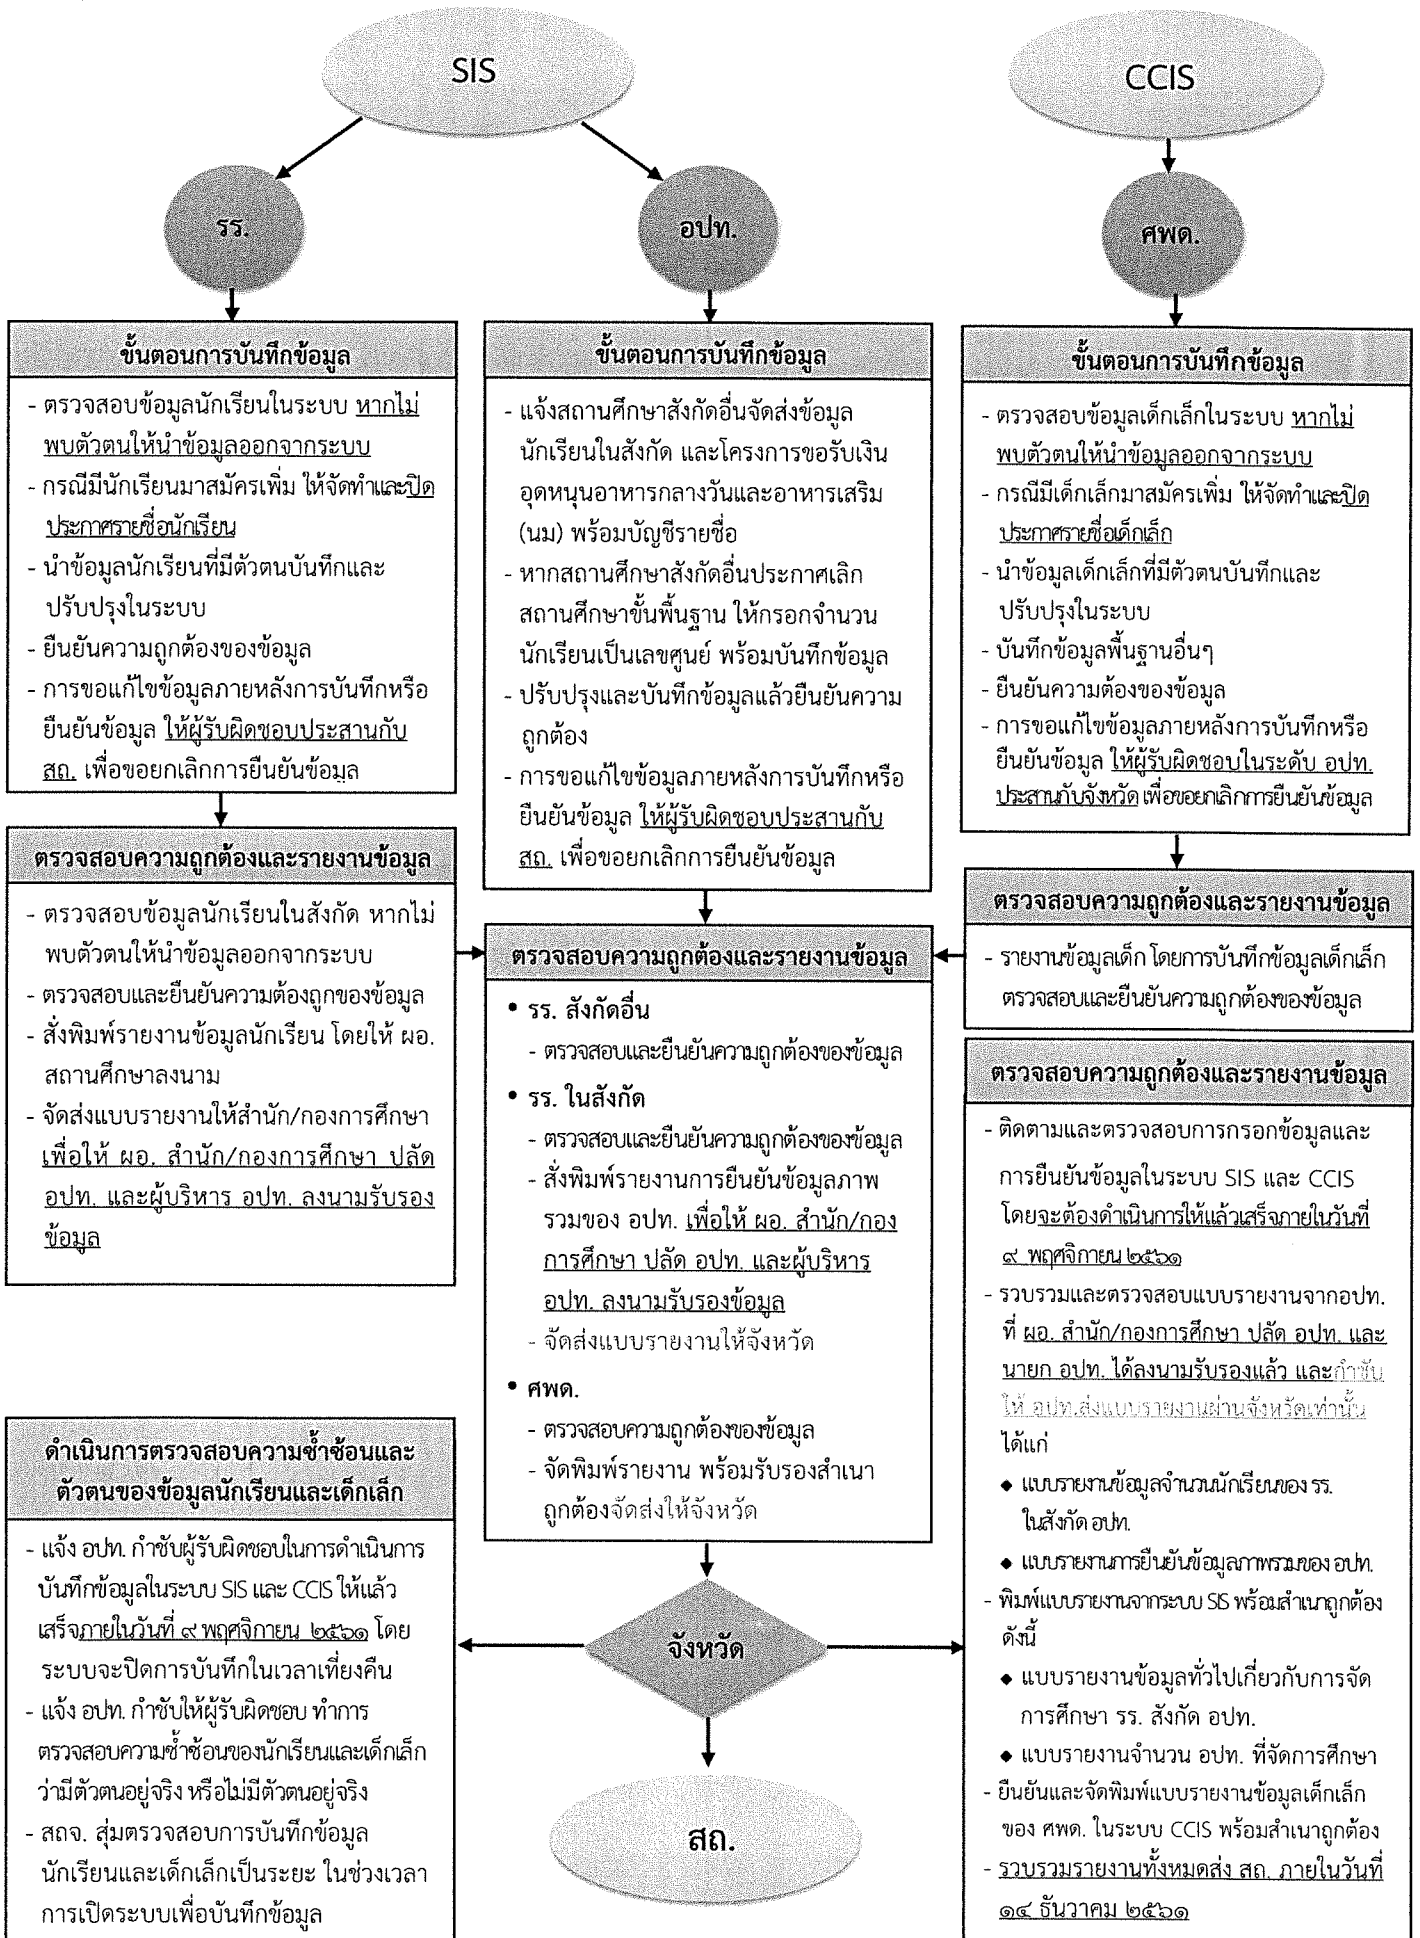 SIS
CCIS
รร.
อปท.
ศพด.
ขั้นตอนการบันทึกข้อมูล
- ตรวจสอบข้อมูลนักเรียนในระบบ หากไม่
พบตัวตนให้นำข้อมูลออกจากระบบ
- กรณีมีนักเรียนมาสมัครเพิ่ม ให้จัดทำและปิด
ประกาศรายชื่อนักเรียน
- นำข้อมูลนักเรียนที่มีตัวตนบันทึกและ
ปรับปรุงในระบบ
- ยืนยันความถูกต้องของข้อมูล
- การขอแก้ไขข้อมูลภายหลังการบันทึกหรือ
ยืนยันข้อมูล ให้ผู้รับผิดชอบประสานกับ
สถ. เพื่อขอยกเลิกการยืนยันข้อมูล
ตรวจสอบความถูกต้องและรายงานข้อมูล
- ตรวจสอบข้อมูลนักเรียนในสังกัด หากไม่
พบตัวตนให้นำข้อมูลออกจากระบบ
- ตรวจสอบและยืนยันความต้องถูกของข้อมูล
- สั่งพิมพ์รายงานข้อมูลนักเรียน โดยให้ ผอ.
สถานศึกษาลงนาม
- จัดส่งแบบรายงานให้สำนัก/กองการศึกษา
เพื่อให้ ผอ. สำนัก/กองการศึกษา ปลัด
อปท. และผู้บริหาร อปท. ลงนามรับรอง
ข้อมูล
ขั้นตอนการบันทึกข้อมูล
- แจ้งสถานศึกษาสังกัดอื่นจัดส่งข้อมูล
นักเรียนในสังกัด และโครงการขอรับเงิน
อุดหนุนอาหารกลางวันและอาหารเสริม
(นม) พร้อมบัญชีรายชื่อ
- หากสถานศึกษาสังกัดอื่นประกาศเลิก
สถานศึกษาขั้นพื้นฐาน ให้กรอกจำนวน
นักเรียนเป็นเลขศูนย์ พร้อมบันทึกข้อมูล
- ปรับปรุงและบันทึกข้อมูลแล้วยืนยันความ
ถูกต้อง
- การขอแก้ไขข้อมูลภายหลังการบันทึกหรือ
ยืนยันข้อมูล ให้ผู้รับผิดชอบประสานกับ
สถ. เพื่อขอยกเลิกการยืนยันข้อมูล
ตรวจสอบความถูกต้องและรายงานข้อมูล
• รร. สังกัดอื่น
- ตรวจสอบและยืนยันความถูกต้องของข้อมูล
• รร. ในสังกัด
- ตรวจสอบและยืนยันความถูกต้องของข้อมูล
- สั่งพิมพ์รายงานการยืนยันข้อมูลภาพ
รวมของ อปท. เพื่อให้ ผอ. สำนัก/กอง
การศึกษา ปลัด อปท. และผู้บริหาร
อปท. ลงนามรับรองข้อมูล
- จัดส่งแบบรายงานให้จังหวัด
• ศพด.
- ตรวจสอบความถูกต้องของข้อมูล
- จัดพิมพ์รายงาน พร้อมรับรองสำเนา
ถูกต้องจัดส่งให้จังหวัด
ขั้นตอนการบันทึกข้อมูล
- ตรวจสอบข้อมูลเด็กเล็กในระบบ หากไม่
พบตัวตนให้นำข้อมูลออกจากระบบ
- กรณีมีเด็กเล็กมาสมัครเพิ่ม ให้จัดทำและปิด
ประกาศรายชื่อเด็กเล็ก
- นำข้อมูลเด็กเล็กที่มีตัวตนบันทึกและ
ปรับปรุงในระบบ
- บันทึกข้อมูลพื้นฐานอื่นๆ
- ยืนยันความต้องของข้อมูล
- การขอแก้ไขข้อมูลภายหลังการบันทึกหรือ
ยืนยันข้อมูล ให้ผู้รับผิดชอบในระดับ อปท.
ประสานกับจังหวัด เพื่อขอยกเลิกการยืนยันข้อมูล
ตรวจสอบความถูกต้องและรายงานข้อมูล
- รายงานข้อมูลเด็ก โดยการบันทึกข้อมูลเด็กเล็ก
ตรวจสอบและยืนยันความถูกต้องของข้อมูล
ตรวจสอบความถูกต้องและรายงานข้อมูล
- ติดตามและตรวจสอบการกรอกข้อมูลและ
การยืนยันข้อมูลในระบบ SIS และ CCIS
โดยจะต้องดำเนินการให้แล้วเสร็จภายในวันที่
๙ พฤศจิกายน ๒๕๖๑
- รวบรวมและตรวจสอบแบบรายงานจากอปท.
ที่ ผอ. สำนัก/กองการศึกษา ปลัด อปท. และ
นายก อปท. ได้ลงนามรับรองแล้ว และกำชับ
ให้ อปท.ส่งแบบรายงานผ่านจังหวัดเท่านั้น
ได้แก่
◆ แบบรายงานข้อมูลจำนวนนักเรียนของ รร.
ในสังกัด อปท.
◆ แบบรายงานการยืนยันข้อมูลภาพรวมของ อปท.
- พิมพ์แบบรายงานจากระบบ SIS พร้อมสำเนาถูกต้อง
ดังนี้
◆ แบบรายงานข้อมูลทั่วไปเกี่ยวกับการจัด
การศึกษา รร. สังกัด อปท.
◆ แบบรายงานจำนวน อปท. ที่จัดการศึกษา
- ยืนยันและจัดพิมพ์แบบรายงานข้อมูลเด็กเล็ก
ของ ศพด. ในระบบ CCIS พร้อมสำเนาถูกต้อง
- รวบรวมรายงานทั้งหมดส่ง สถ. ภายในวันที่
๑๔ ธันวาคม ๒๕๖๑
ดำเนินการตรวจสอบความซ้ำซ้อนและ
ตัวตนของข้อมูลนักเรียนและเด็กเล็ก
- แจ้ง อปท. กำชับผู้รับผิดชอบในการดำเนินการ
บันทึกข้อมูลในระบบ SIS และ CCIS ให้แล้ว
เสร็จภายในวันที่ ๙ พฤศจิกายน ๒๕๖๑ โดย
ระบบจะปิดการบันทึกในเวลาเที่ยงคืน
- แจ้ง อปท. กำชับให้ผู้รับผิดชอบ ทำการ
ตรวจสอบความซ้ำซ้อนของนักเรียนและเด็กเล็ก
ว่ามีตัวตนอยู่จริง หรือไม่มีตัวตนอยู่จริง
- สถจ. สุ่มตรวจสอบการบันทึกข้อมูล
นักเรียนและเด็กเล็กเป็นระยะ ในช่วงเวลา
การเปิดระบบเพื่อบันทึกข้อมูล
จังหวัด
สถ.